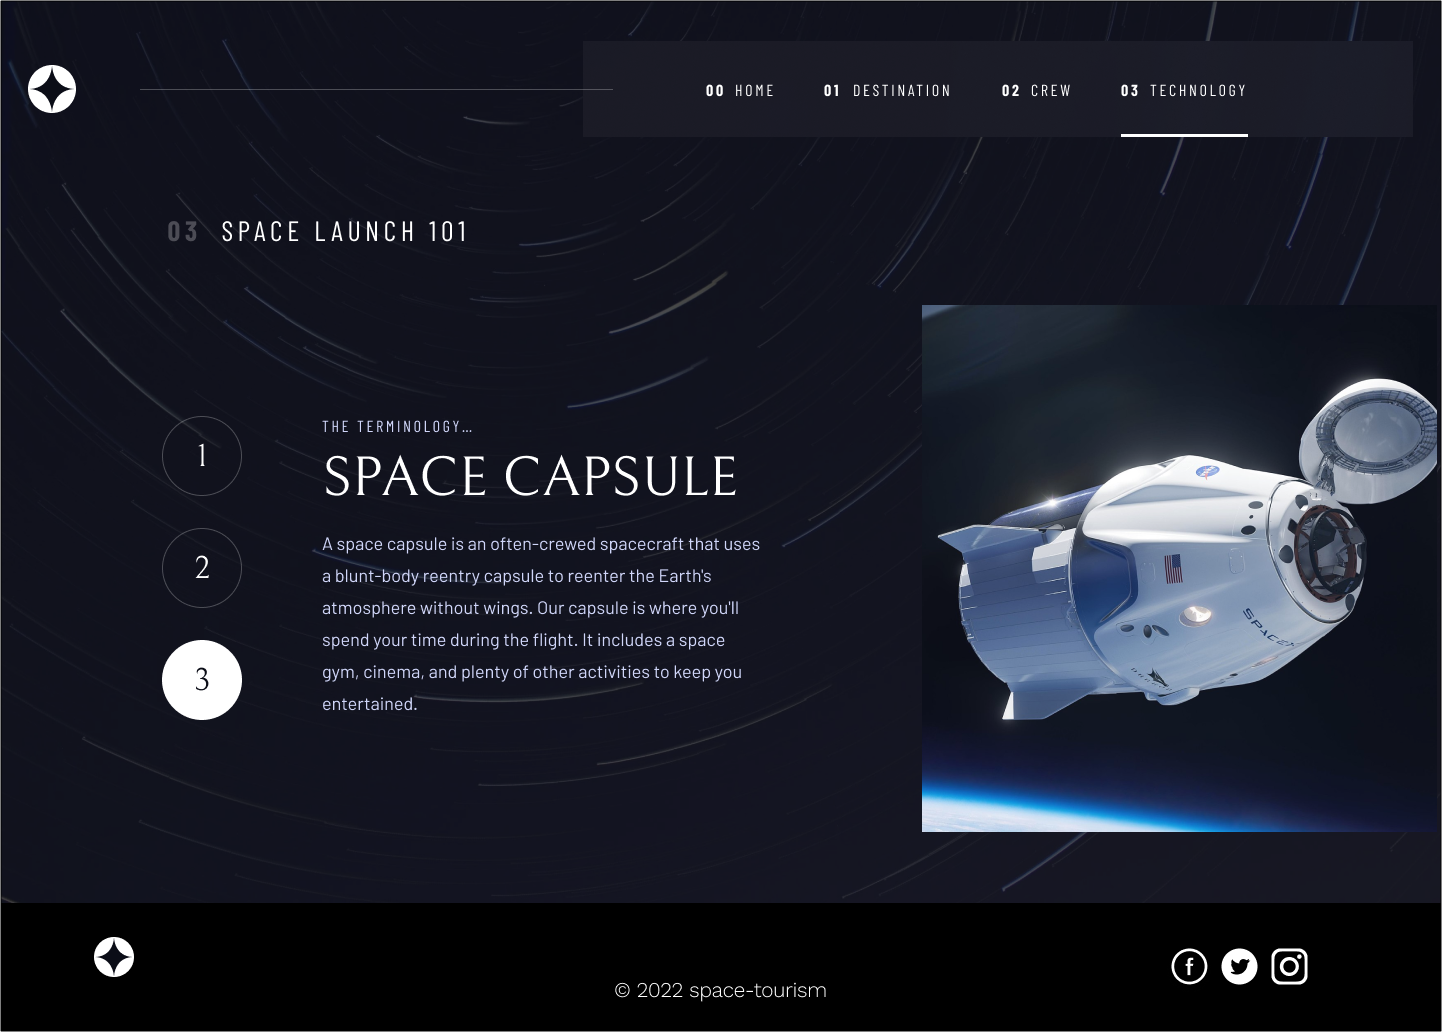 00 HOME 01 DESTINATION 02 CREW 03 TECHNOLOGY
03 SPACE LAUNCH 101
1
2
3
THE TERMINOLOGY...
SPACE CAPSULE
A space capsule is an often-crewed spacecraft that uses
a blunt-body reentry capsule to reenter the Earth's
atmosphere without wings. Our capsule is where you'll
spend your time during the flight. It includes a space
gym, cinema, and plenty of other activities to keep you
entertained.
NASA
SPACEX
© 2022 space-tourism